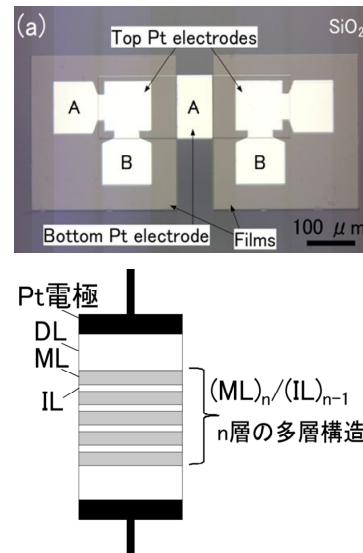 (a)
Top Pt electrodes
SiO2
A
A
B
B
Bottom Pt electrode
Films
100 μm
Pt電極
DL
ML
IL
(ML)n/(IL)n-1
n層の多層構造